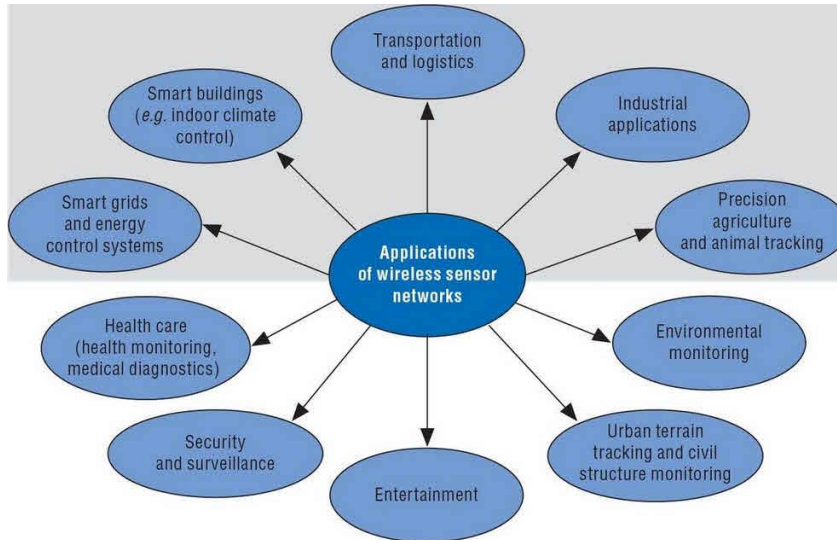 Transportation
and logistics
Smart buildings
(e.g. indoor climate
control)
Industrial
applications
Smart grids
and energy
control systems
Precision
agriculture
and animal tracking
Applications
of wireless sensor
networks
Health care
(health monitoring,
medical diagnostics)
Environmental
monitoring
Security
and surveillance
Urban terrain
tracking and civil
structure monitoring
Entertainment